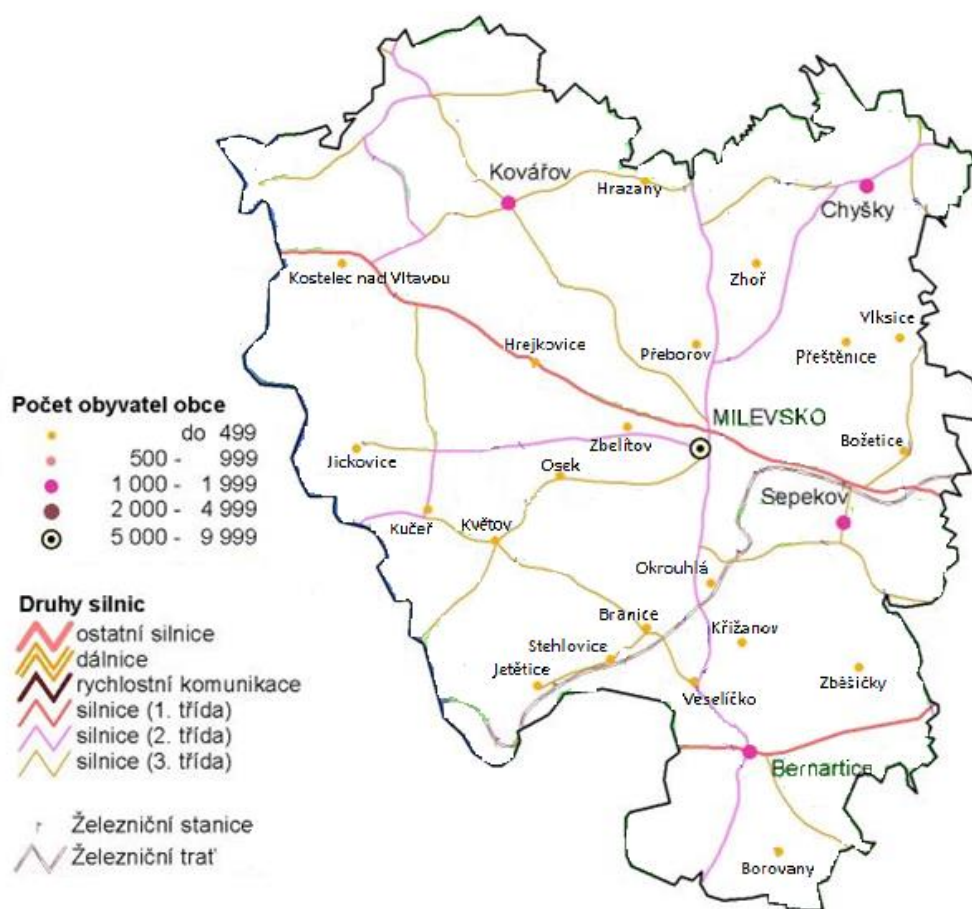 Kovářov
Hrazany
Chyšky
Kostelec nad Vltavou
Zhoř
Vlksice
Hrejkovice
Přeborov
Přeštěnice
Počet obyvatel obce
do 499
500 - 999
1 000 - 1 999
2 000 - 4 999
5 000 - 9 999
MILEVSKO
Zbelítov
Božetice
Jickovice
Osek
Sepekov
Kučeř
Květov
Okrouhlá
Branice
Křižanov
Stehlovice
Jetětice
Zběšičky
Veselíčko
Bernartice
Borovany
Druhy silnic
ostatní silnice
dálnice
rychlostní komunikace
silnice (1. třída)
silnice (2. třída)
silnice (3. třída)
Železniční stanice
Železniční trať